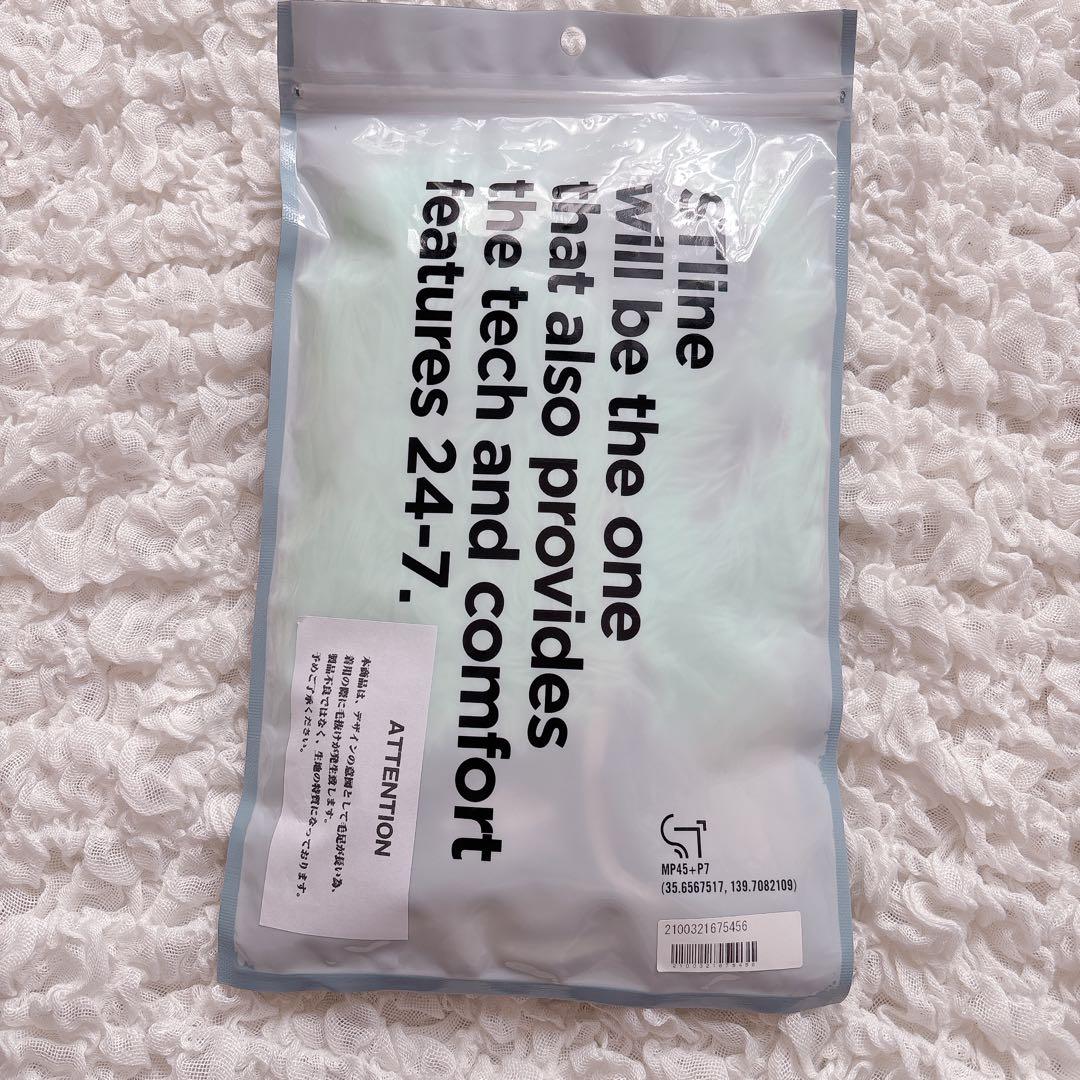 sTline
will be the one
that also provides
the tech and comfort
features 24-7.
ATTENTION
本商品は、デザインの意図として毛足が長い為、
着用の際に毛抜けが発生致します。
製品不良ではなく、生地の特質になっております。
予めご了承ください。
MP45+P7
(35.6567517, 139.7082109)
2100321675456
2100321675456